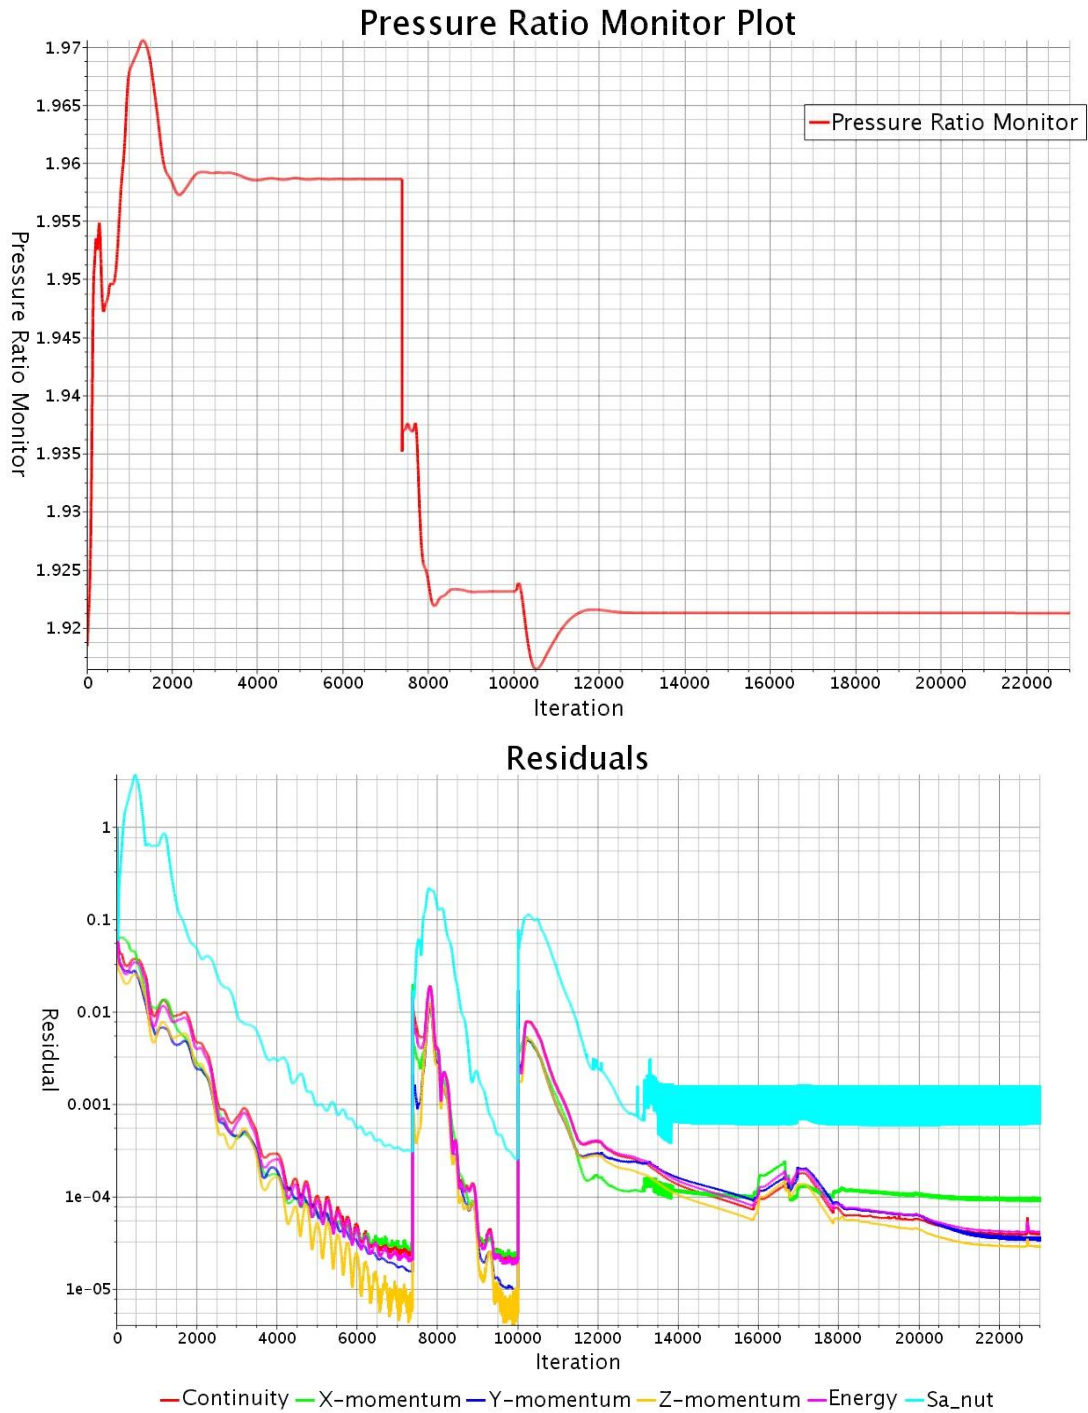 Pressure Ratio Monitor Plot
1.97
1.965
1.96
1.955
1.95
1.945
1.94
1.935
1.93
1.925
1.92
Pressure Ratio Monitor
Pressure Ratio Monitor
0 2000 4000 6000 8000 10000 12000 14000 16000 18000 20000 22000
Iteration
Residuals
1
0.1
0.01
0.001
1e-04
1e-05
Residual
0 2000 4000 6000 8000 10000 12000 14000 16000 18000 20000 22000
Iteration
Continuity X-momentum Y-momentum Z-momentum Energy Sa_nut